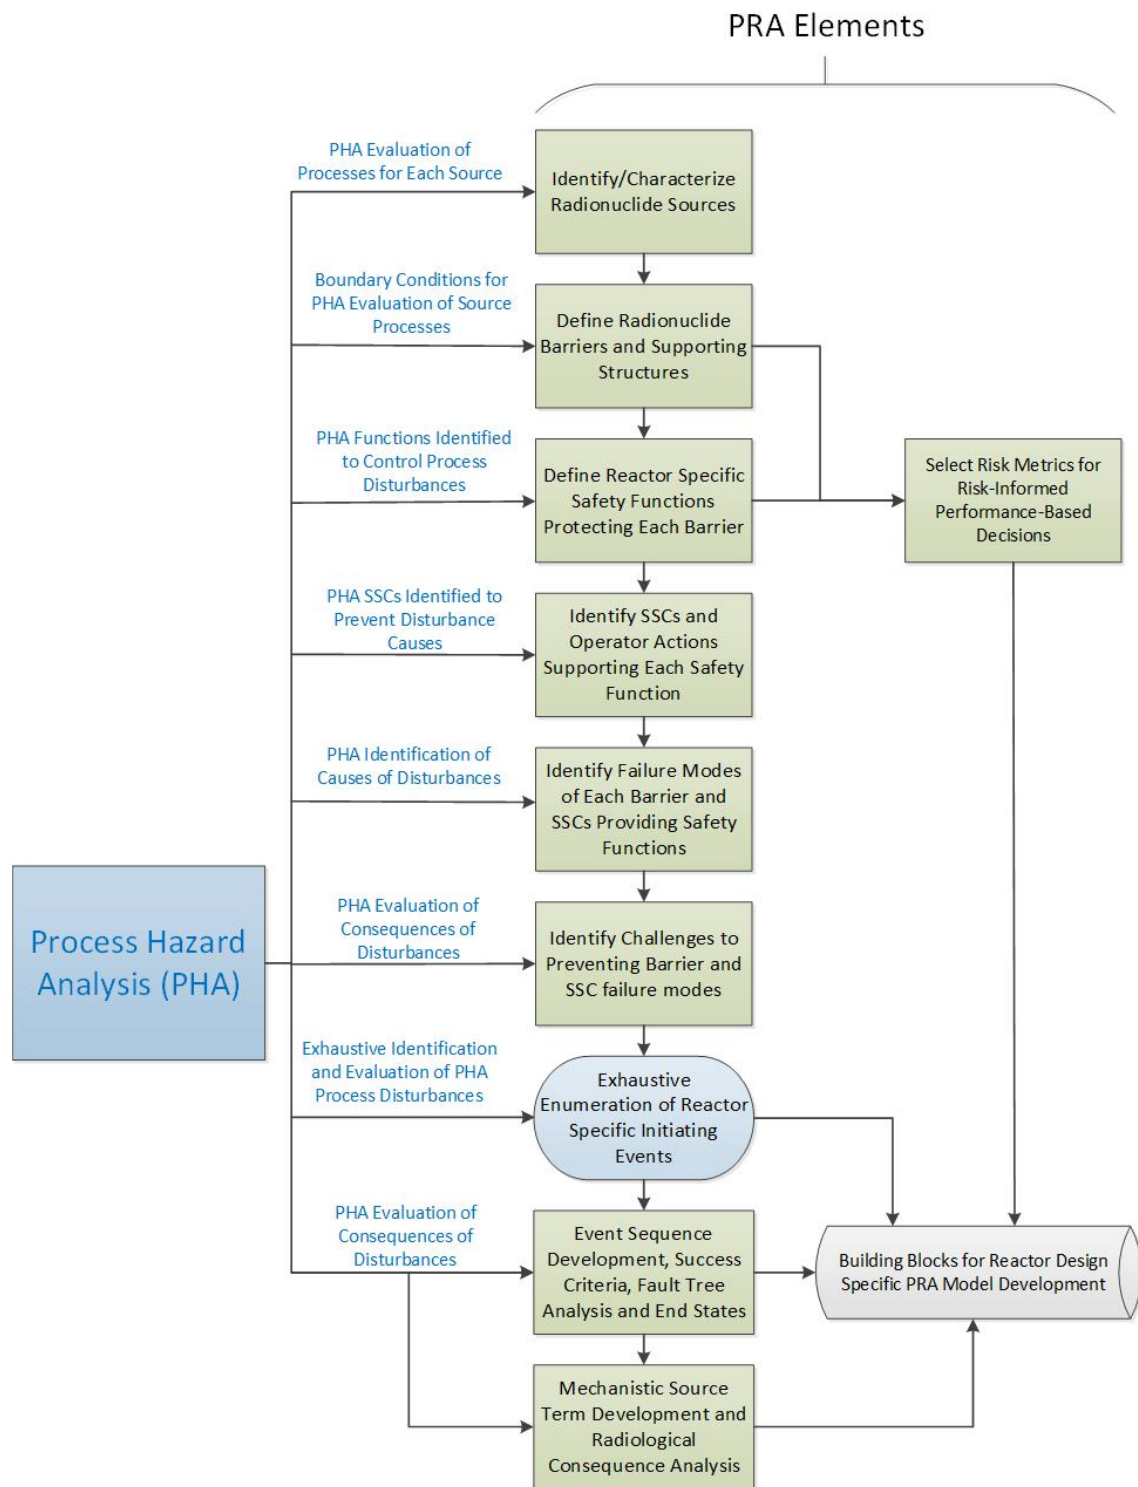 PRA Elements
PHA Evaluation of
Processes for Each Source
Identify/Characterize
Radionuclide Sources
Boundary Conditions for
PHA Evaluation of Source
Processes
Define Radionuclide
Barriers and Supporting
Structures
PHA Functions Identified
to Control Process
Disturbances
Define Reactor Specific
Safety Functions
Protecting Each Barrier
Select Risk Metrics for
Risk-Informed
Performance-Based
Decisions
PHA SSCs Identified to
Prevent Disturbance
Causes
Identify SSCs and
Operator Actions
Supporting Each Safety
Function
PHA Identification of
Causes of Disturbances
Identify Failure Modes
of Each Barrier and
SSCs Providing Safety
Functions
Process Hazard
Analysis (PHA)
PHA Evaluation of
Consequences of
Disturbances
Identify Challenges to
Preventing Barrier and
SSC failure modes
Exhaustive Identification
and Evaluation of PHA
Process Disturbances
Exhaustive
Enumeration of Reactor
Specific Initiating
Events
PHA Evaluation of
Consequences of
Disturbances
Event Sequence
Development, Success
Criteria, Fault Tree
Analysis and End States
Building Blocks for Reactor Design
Specific PRA Model Development
Mechanistic Source
Term Development and
Radiological
Consequence Analysis